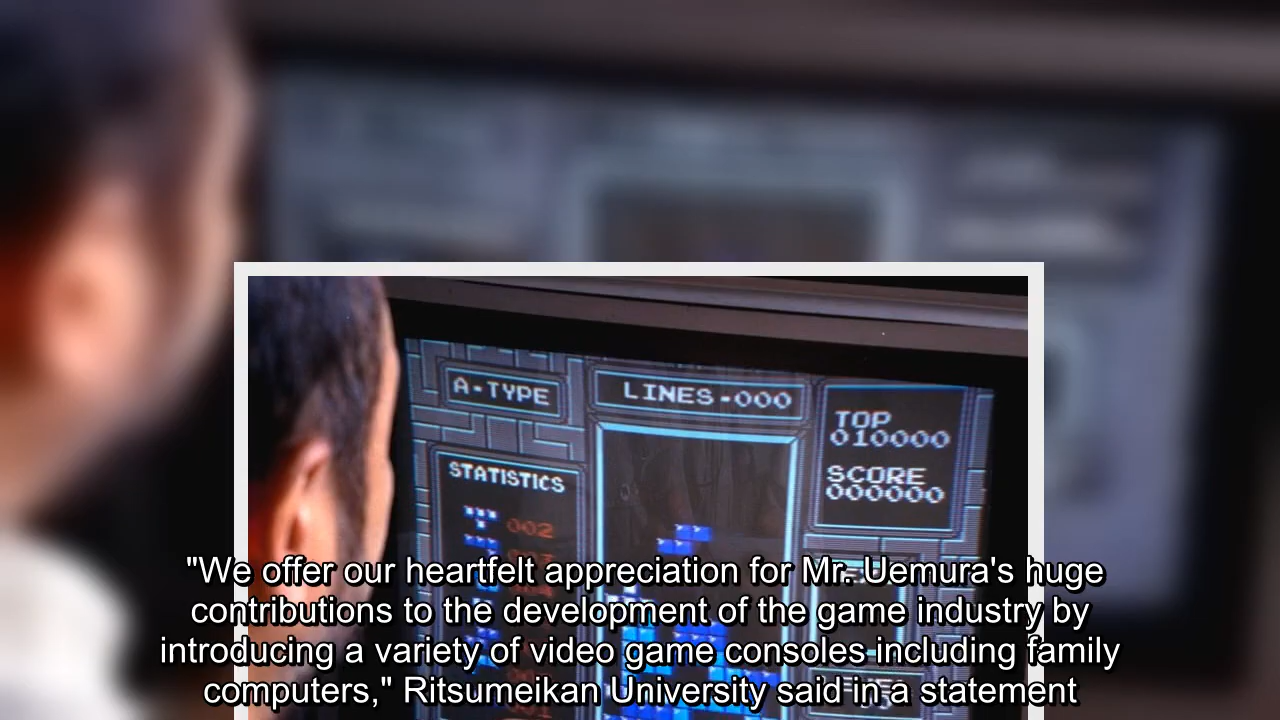 A-TYPE
LINES-000
TOP
010000
SCORE
000000
STATISTICS
002
"We offer our heartfelt appreciation for Mr. Uemura's huge
contributions to the development of the game industry by
introducing a variety of video game consoles including family
computers," Ritsumeikan University said in a statement